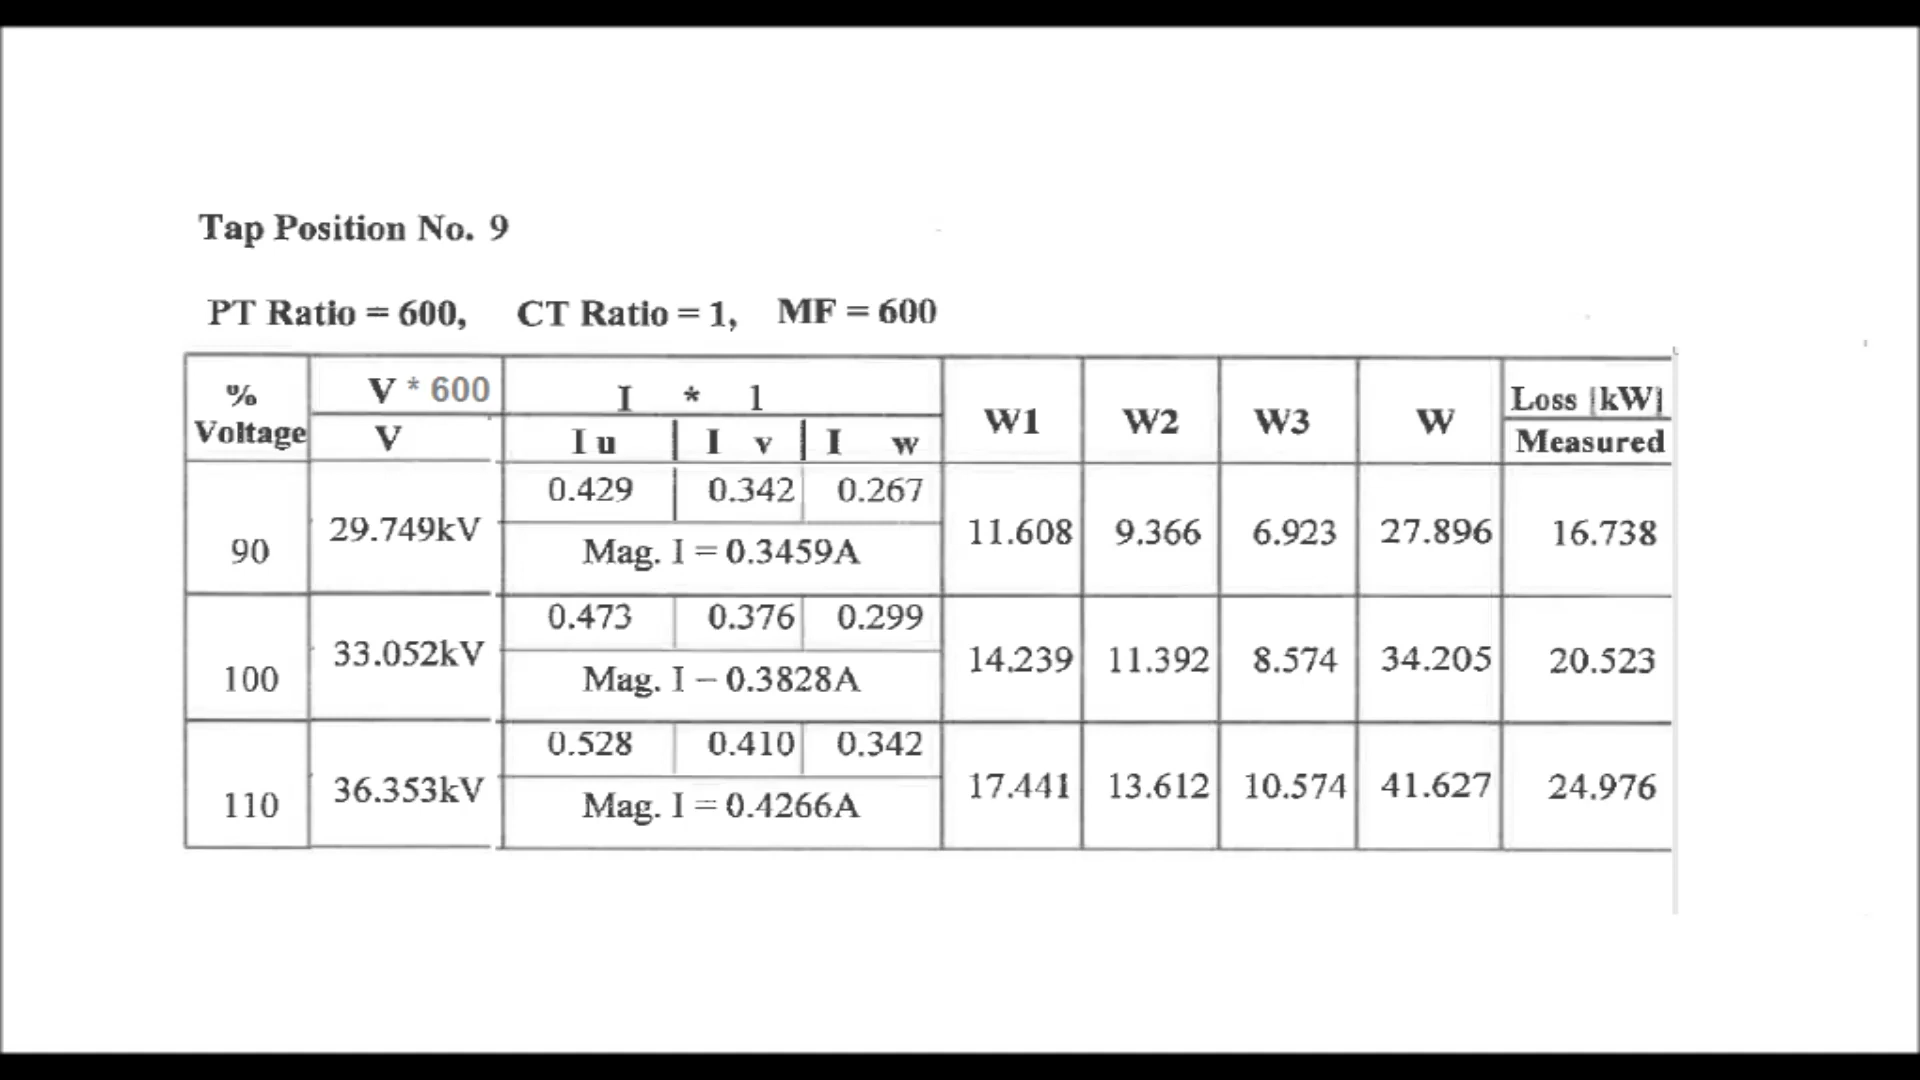 Tap Position No. 9
PT Ratio = 600, CT Ratio = 1, MF = 600
% Voltage V * 600 I * 1 W1 W2 W3 W Loss [kW]
V I u I v I w Measured
90 29.749kV 0.429 0.342 0.267 11.608 9.366 6.923 27.896 16.738
Mag. I = 0.3459A
100 33.052kV 0.473 0.376 0.299 14.239 11.392 8.574 34.205 20.523
Mag. I – 0.3828A
110 36.353kV 0.528 0.410 0.342 17.441 13.612 10.574 41.627 24.976
Mag. I = 0.4266A